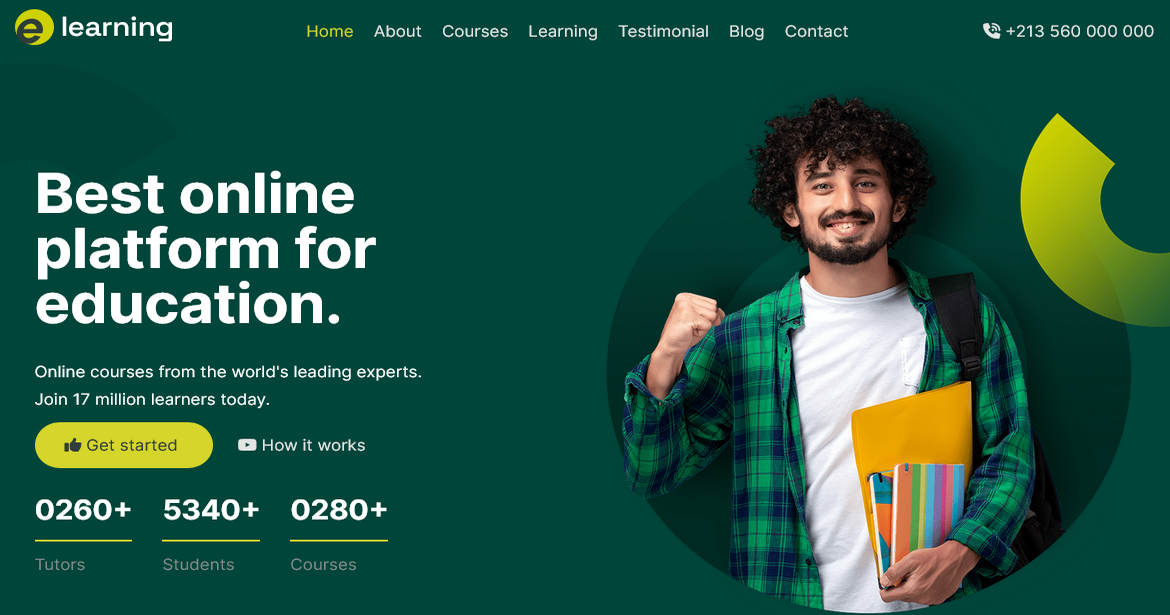 e learning
Home About Courses Learning Testimonial Blog Contact
+213 560 000 000
Best online
platform for
education.
Online courses from the world's leading experts.
Join 17 million learners today.
Get started How it works
0260+ 5340+ 0280+
Tutors Students Courses